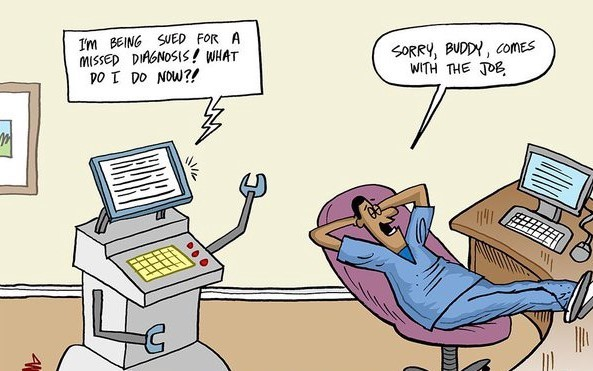 I'M BEING SUED FOR A
MISSED DIAGNOSIS! WHAT
DO I DO NOW?!
SORRY, BUDDY, COMES
WITH THE JOB.